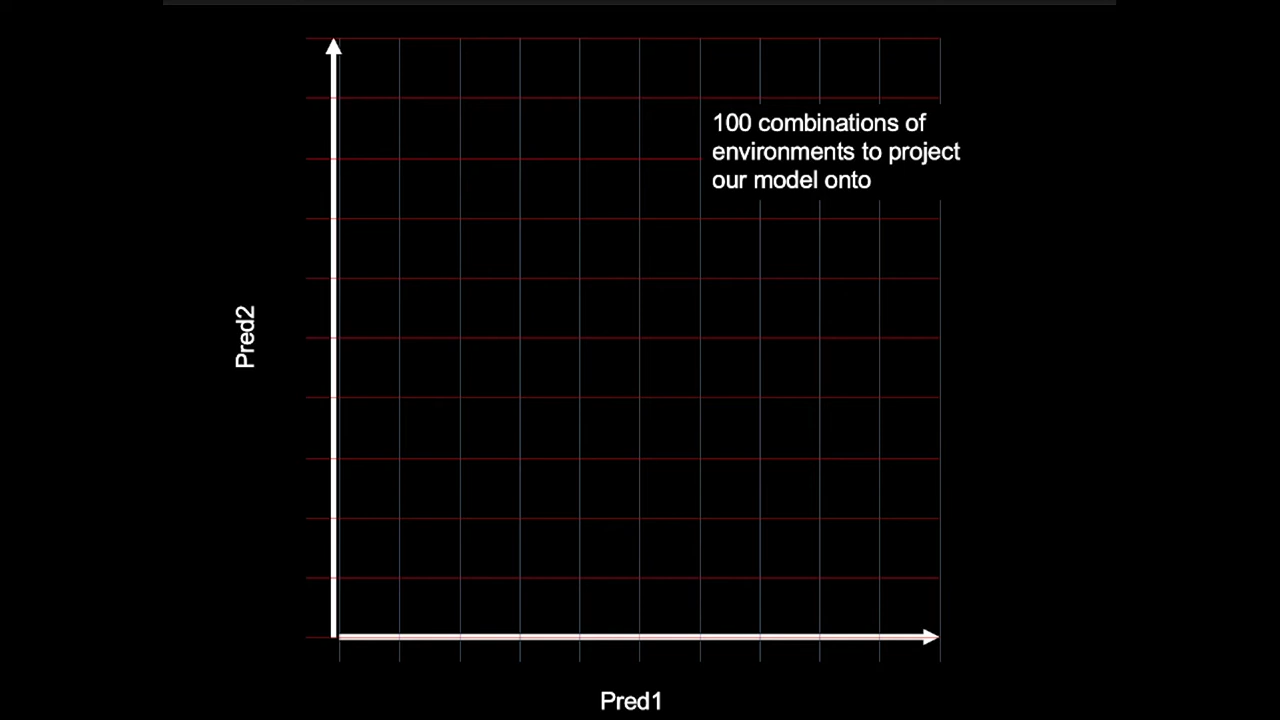 100 combinations of
environments to project
our model onto
Pred2
Pred1